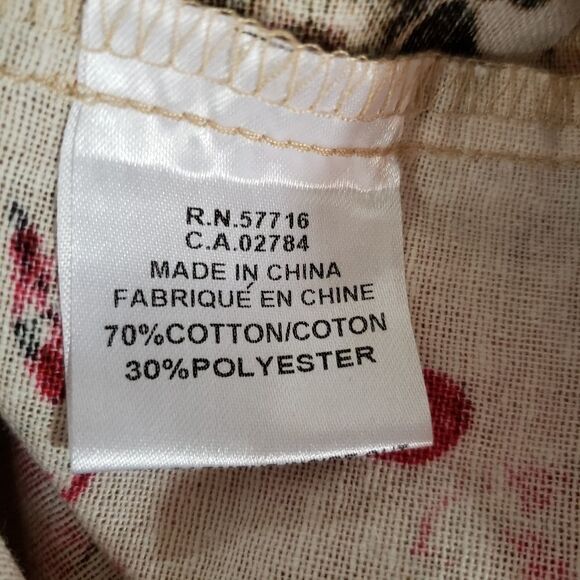 R.N.57716
C.A.02784
MADE IN CHINA
FABRIQUÉ EN CHINE
70%COTTON/COTON
30%POLYESTER